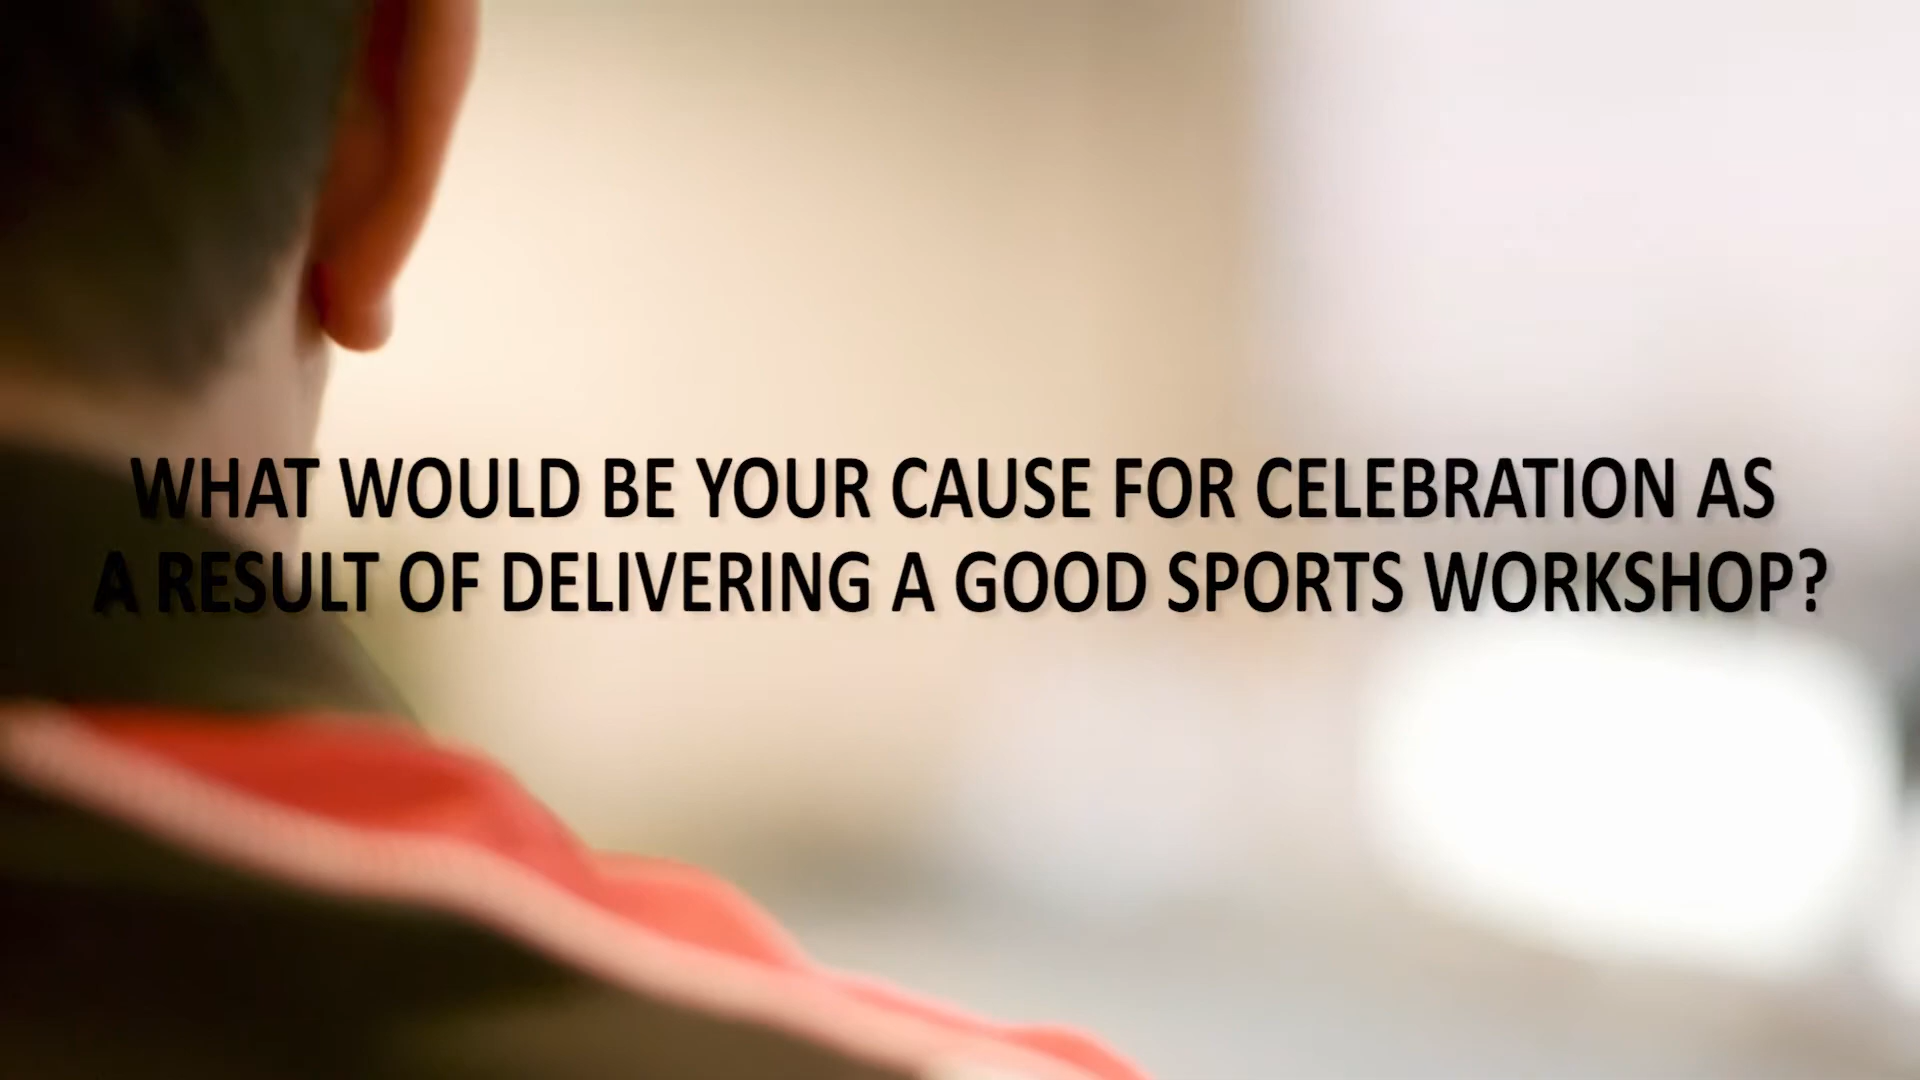 WHAT WOULD BE YOUR CAUSE FOR CELEBRATION AS
A RESULT OF DELIVERING A GOOD SPORTS WORKSHOP?